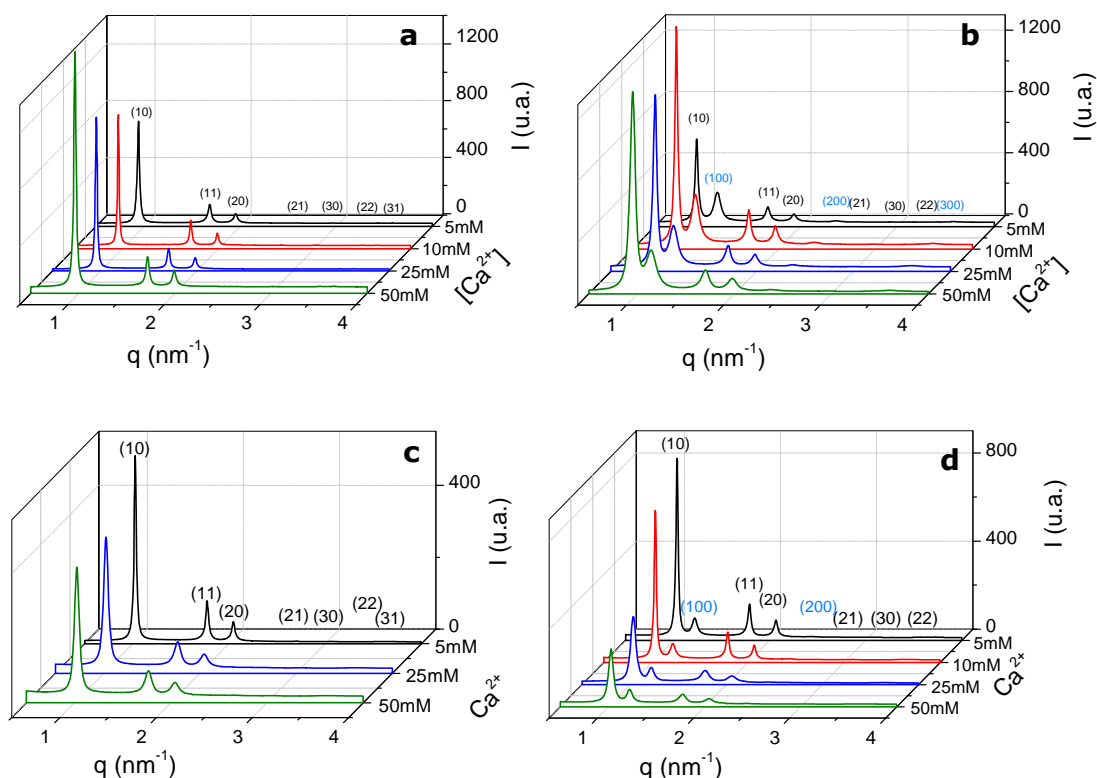 a
1200
800
400
0
I (u.a.)
(10)
(11)
(20)
(21)
(30)
(22)
(31)
5mM
10mM
25mM
50mM
[Ca2+]
1
2
3
4
q (nm-1)
b
1200
800
400
0
I (u.a.)
(10)
(100)
(11)
(20)
(200)
(21)
(30)
(22)
(300)
5mM
10mM
25mM
50mM
[Ca2+]
1
2
3
4
q (nm-1)
c
400
0
I (u.a.)
(10)
(11)
(20)
(21)
(30)
(22)
(31)
5mM
25mM
50mM
Ca2+
1
2
3
4
q (nm-1)
d
800
400
0
I (u.a.)
(10)
(100)
(11)
(20)
(200)
(21)
(30)
(22)
5mM
10mM
25mM
50mM
Ca2+
1
2
3
4
q (nm-1)